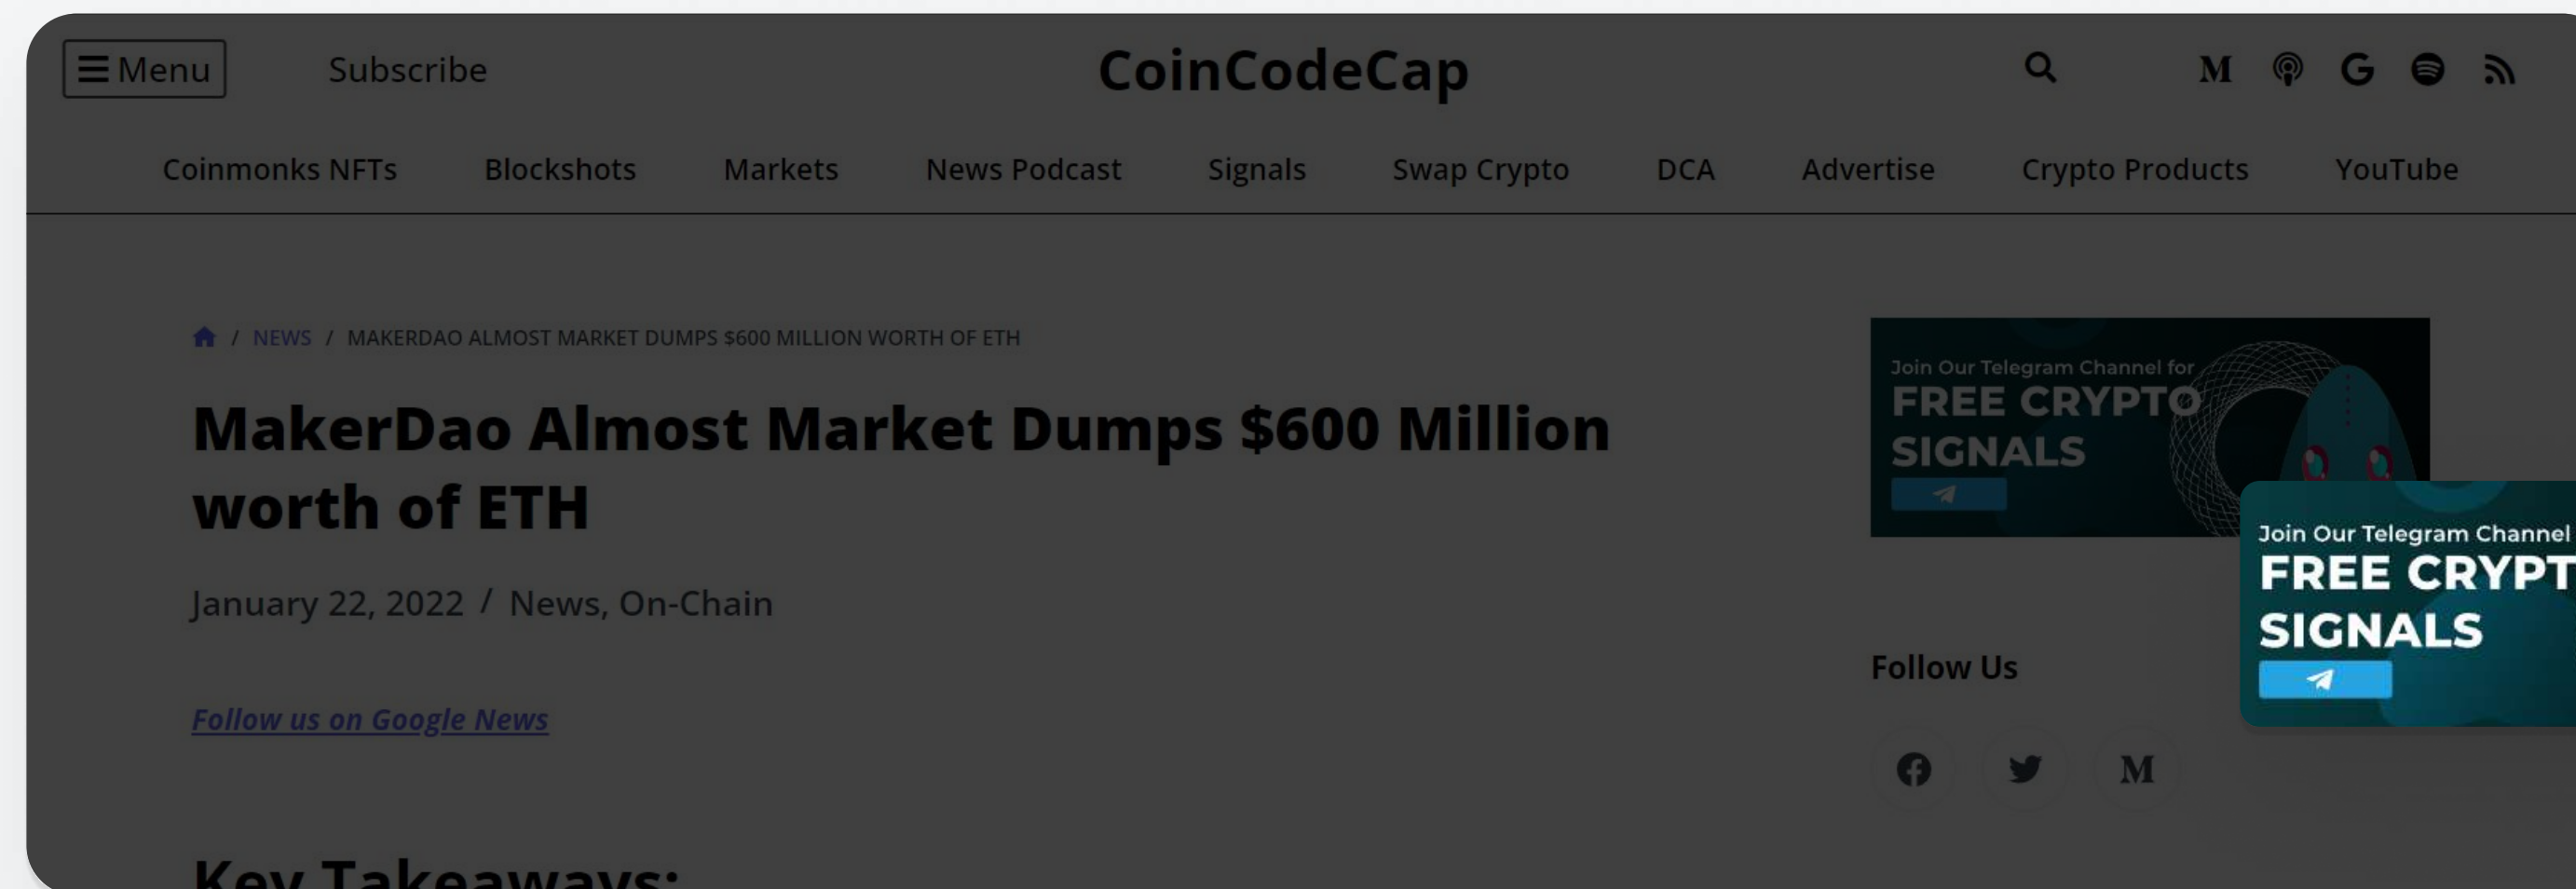 Menu Subscribe CoinCodeCap M
Coinmonks NFTs Blockshots Markets News Podcast Signals Swap Crypto DCA Advertise Crypto Products YouTube
/ NEWS / MAKERDAO ALMOST MARKET DUMPS $600 MILLION WORTH OF ETH
MakerDao Almost Market Dumps $600 Million
worth of ETH
January 22, 2022 / News, On-Chain
Follow us on Google News
Key Takeaways:
Join Our Telegram Channel for
FREE CRYPTO
SIGNALS
Follow Us
M
Join Our Telegram Channel
FREE CRYPT
SIGNALS